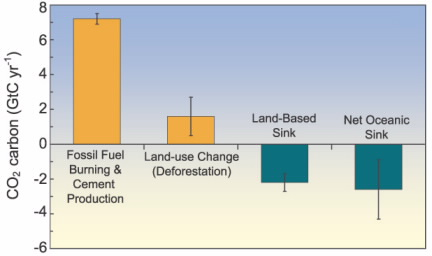 CO₂ carbon (GtC yr⁻¹)
8
6
4
2
0
-2
-4
-6
Fossil Fuel
Burning &
Cement
Production
Land-use Change
(Deforestation)
Land-Based
Sink
Net Oceanic
Sink